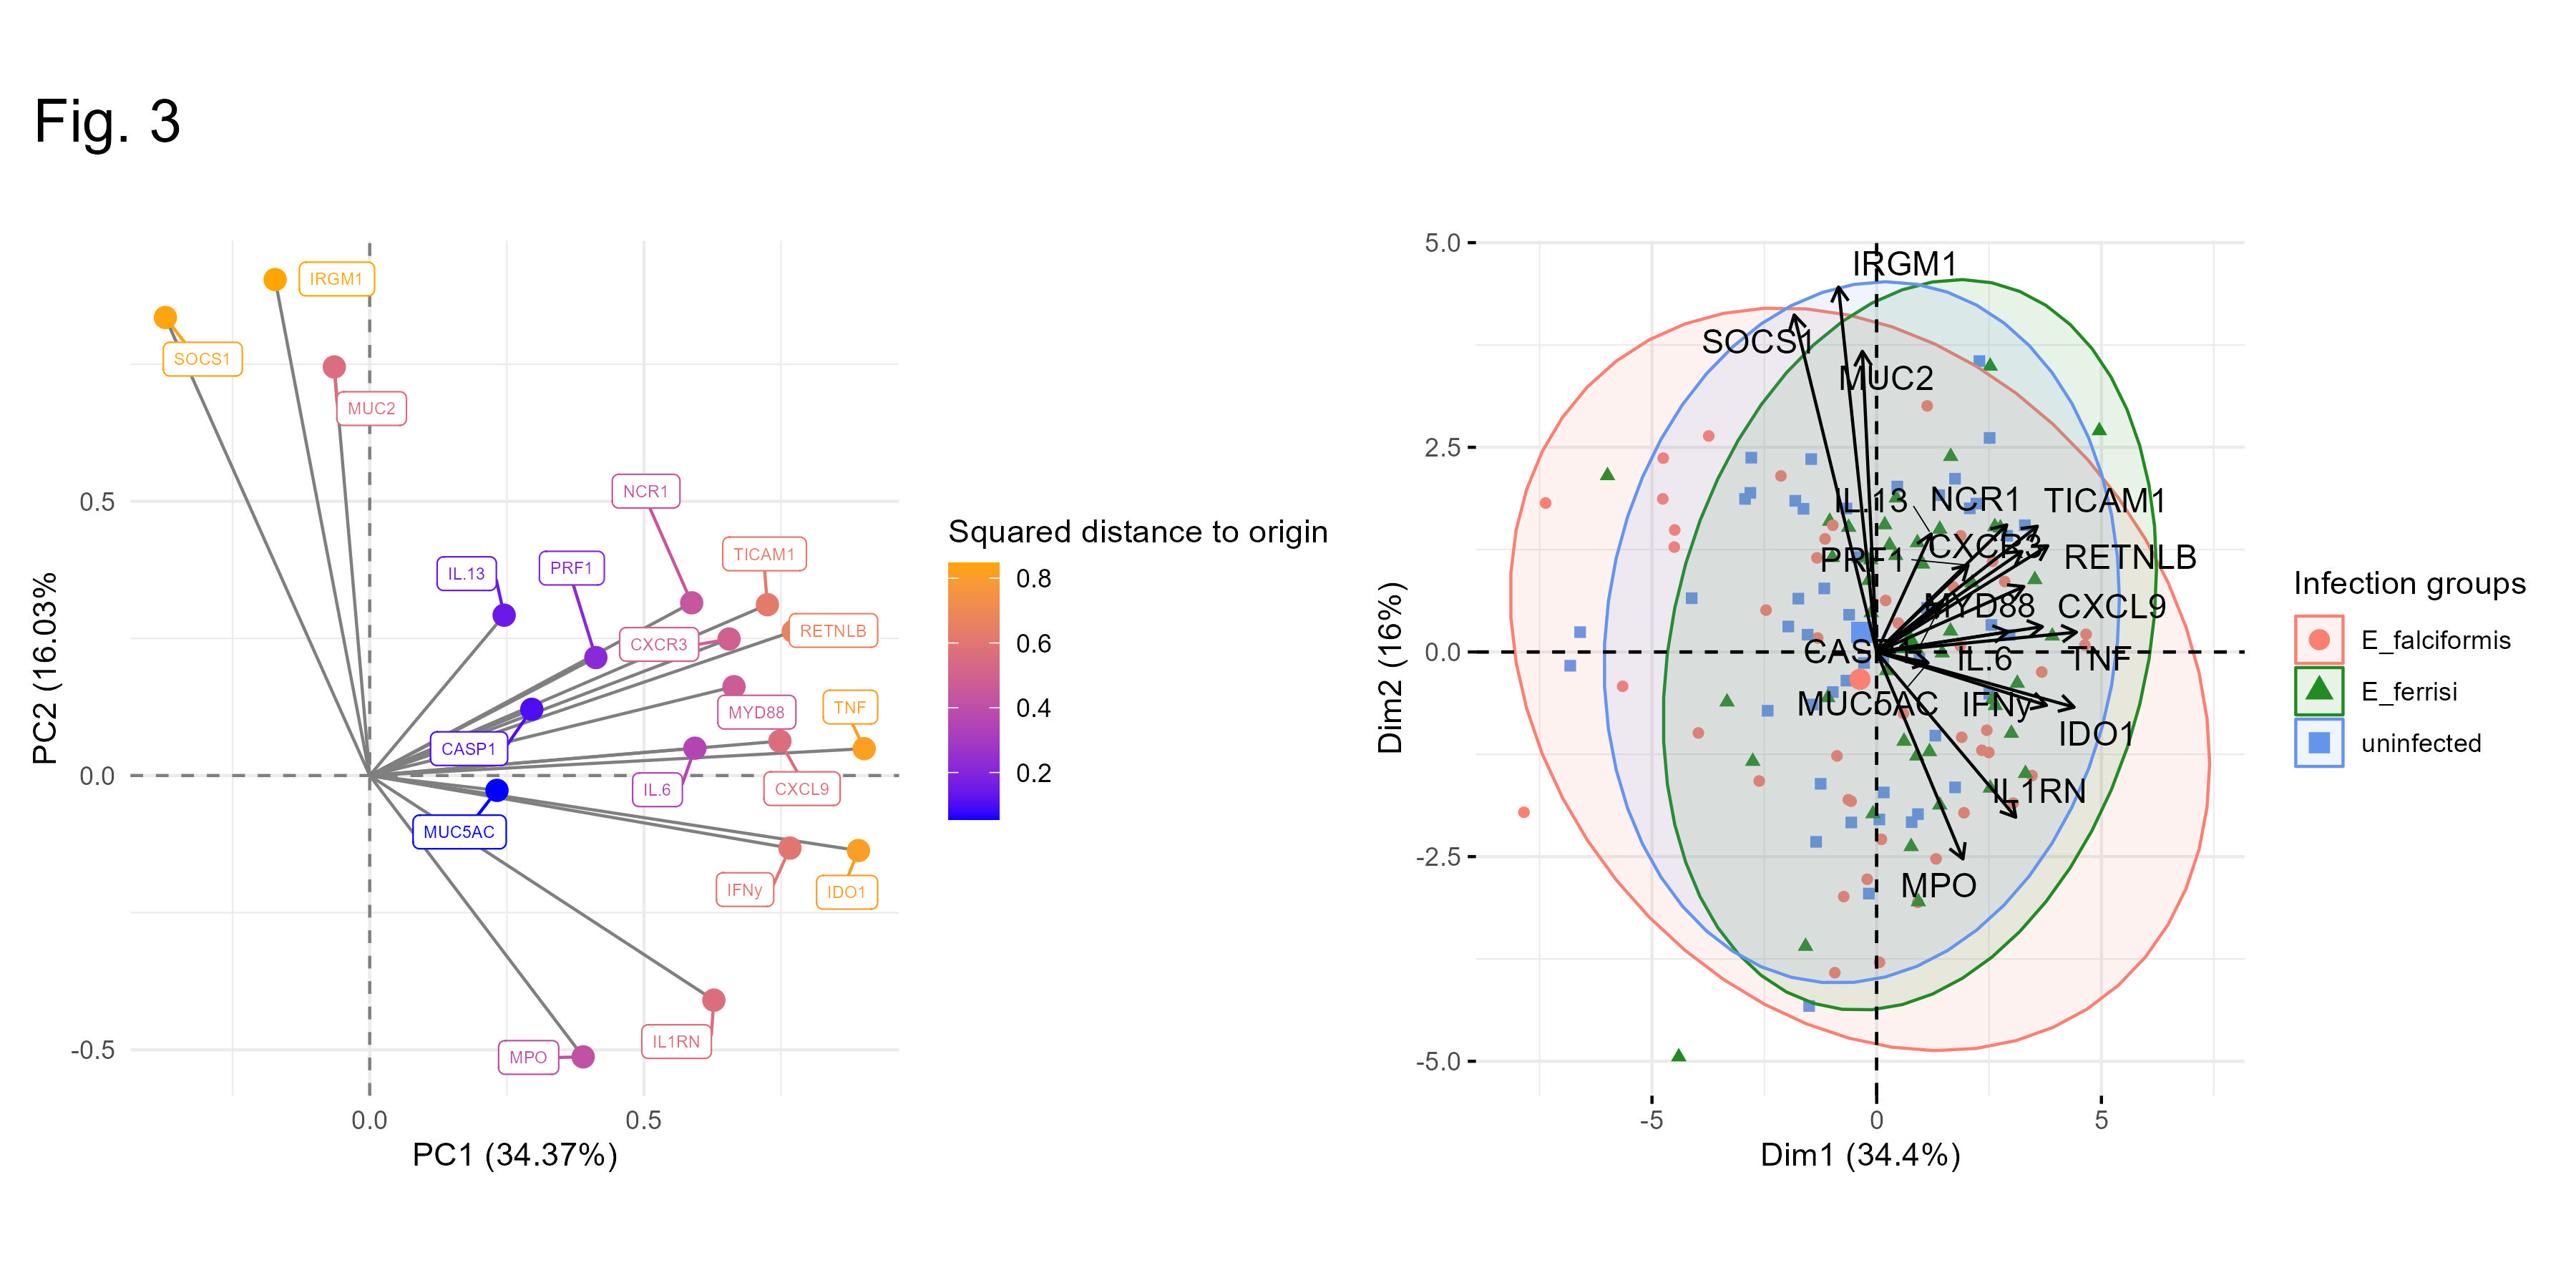 Fig. 3
IRGM1
SOCS1
MUC2
NCR1
TICAM1
IL.13
PRF1
RETNLB
CXCR3
MYD88
TNF
CASP1
IL.6
CXCL9
MUC5AC
IFNy
IDO1
IL1RN
MPO
0.5
0.0
-0.5
0.0
0.5
PC1 (34.37%)
PC2 (16.03%
Squared distance to origin
0.8
0.6
0.4
0.2
5.0
2.5
0.0
-2.5
-5.0
-5
0
5
Dim1 (34.4%)
Dim2 (16%)
IRGM1
SOCS1
MUC2
IL.13
NCR1
TICAM1
CXCR3
PRF1
RETNLB
MYD88
CXCL9
CASP1
IL.6
TNF
MUC5AC
IFNy
IDO1
IL1RN
MPO
Infection groups
E_falciformis
E_ferrisi
uninfected